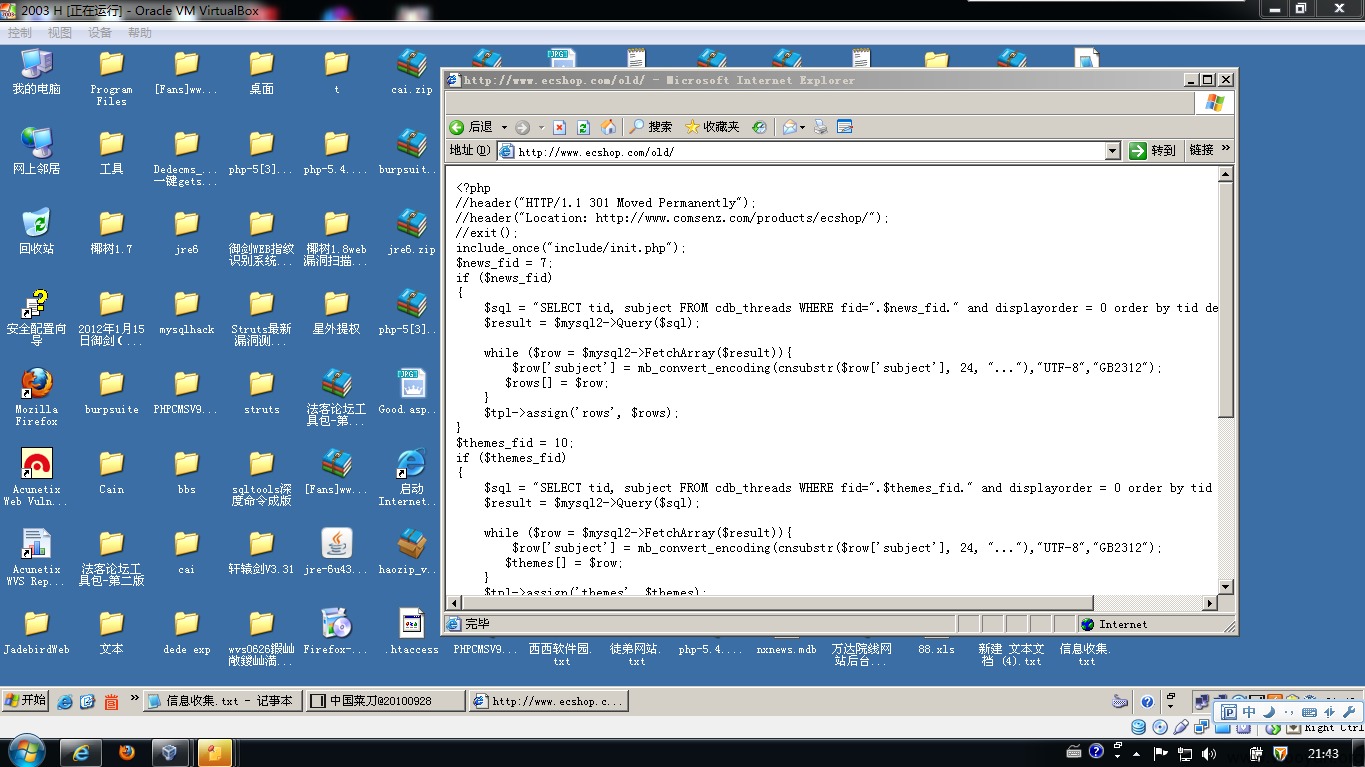 2003 H [正在运行] - Oracle VM VirtualBox
控制 视图 设备 帮助
我的电脑
Program Files
[Fans]ww...
桌面
t
cai.zip
网上邻居
工具
Dedecms_... 一键gets...
php-5[3]...
php-5.4....
burpsuit..
回收站
椰树1.7
jre6
御剑WEB指纹识别系统...
椰树1.8web漏洞扫描...
jre6.zip
安全配置向导
2012年1月15日御剑(...
mysqlhack
Struts最新漏洞测...
星外提权
php-5[3]..
Mozilla Firefox
burpsuite
PHPCMSV9...
struts
法客论坛工具包-第...
Good.asp..
Acunetix Web Vuln...
Cain
bbs
sqltools深度命令成版
[Fans]ww...
启动 Internet..
Acunetix WVS Rep...
法客论坛工具包-第二版
cai
轩辕剑V3.31
jre-6u43...
haozip_v..
JadebirdWeb
文本
dede exp
Firefox-...
.htaccess
PHPCMSV9...
西西软件园.txt
徒弟网站.txt
php-5.4....
nxnews.mdb
万达院线网站后台...
88.xls
新建 文本文档 (4).txt
信息收集.txt
http://www.ecshop.com/old/ - Microsoft Internet Explorer
后退 搜索 收藏夹
地址(D) http://www.ecshop.com/old/ 转到 链接 »
<?php
//header("HTTP/1.1 301 Moved Permanently");
//header("Location: http://www.comsenz.com/products/ecshop/");
//exit();
include_once("include/init.php");
$news_fid = 7;
if ($news_fid)
{
$sql = "SELECT tid, subject FROM cdb_threads WHERE fid=".$news_fid." and displayorder = 0 order by tid de
$result = $mysql2->Query($sql);
while ($row = $mysql2->FetchArray($result)){
$row['subject'] = mb_convert_encoding(cnsubstr($row['subject'], 24, "..."),"UTF-8","GB2312");
$rows[] = $row;
}
$tpl->assign('rows', $rows);
}
$themes_fid = 10;
if ($themes_fid)
{
$sql = "SELECT tid, subject FROM cdb_threads WHERE fid=".$themes_fid." and displayorder = 0 order by tid
$result = $mysql2->Query($sql);
while ($row = $mysql2->FetchArray($result)){
$row['subject'] = mb_convert_encoding(cnsubstr($row['subject'], 24, "..."),"UTF-8","GB2312");
$themes[] = $row;
}
$tpl->assign('themes', $themes);
完毕 Internet
开始 » 信息收集.txt - 记事本 中国菜刀@20100928 http://www.ecshop.c...
中
Right Ctrl
21:43